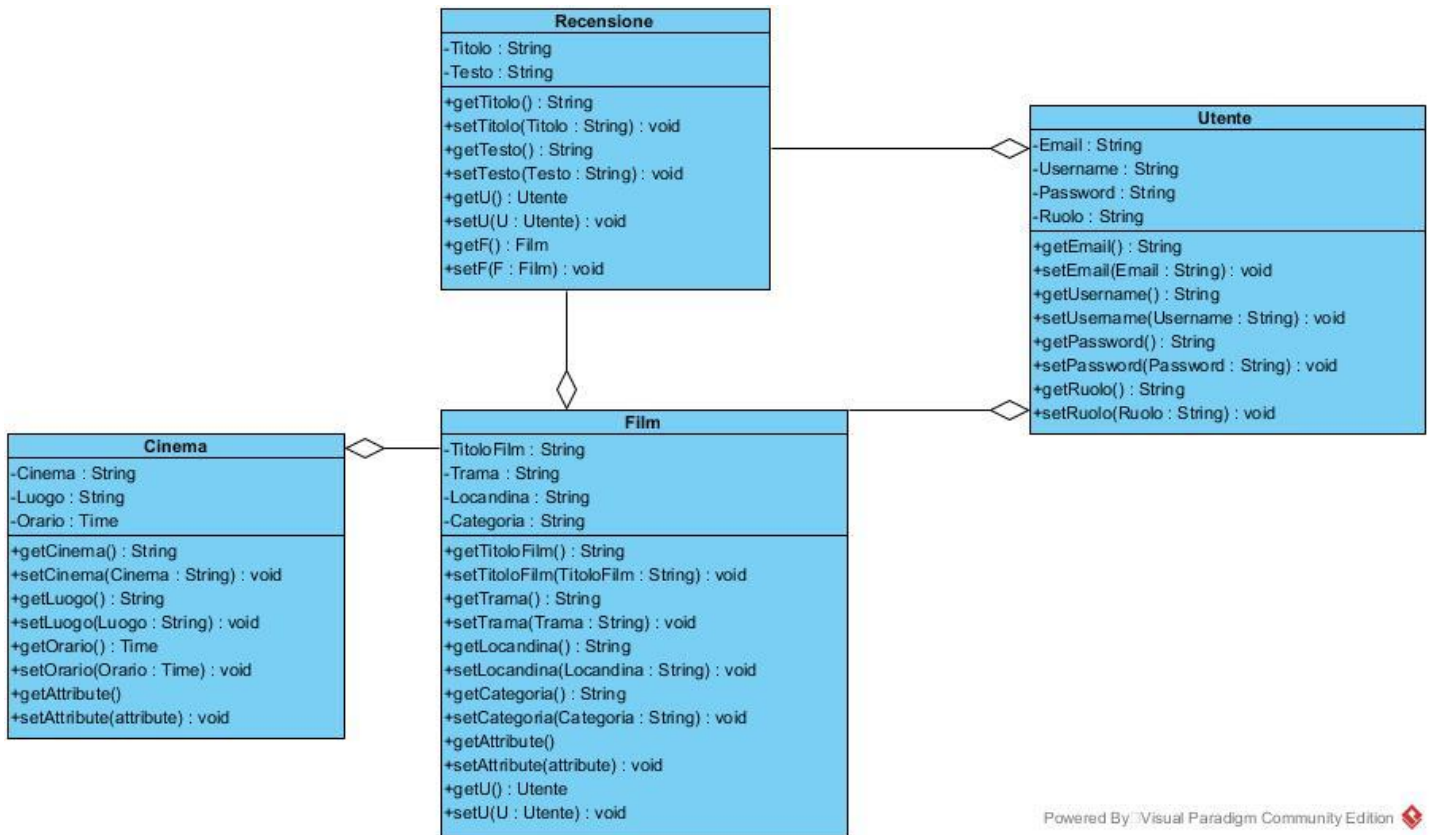 Recensione
-Titolo : String
-Testo : String
+getTitolo() : String
+setTitolo(Titolo : String) : void
+getTesto() : String
+setTesto(Testo : String) : void
+getU() : Utente
+setU(U : Utente) : void
+getF() : Film
+setF(F : Film) : void
Utente
-Email : String
-Username : String
-Password : String
-Ruolo : String
+getEmail() : String
+setEmail(Email : String) : void
+getUsername() : String
+setUsername(Username : String) : void
+getPassword() : String
+setPassword(Password : String) : void
+getRuolo() : String
+setRuolo(Ruolo : String) : void
Cinema
-Cinema : String
-Luogo : String
-Orario : Time
+getCinema() : String
+setCinema(Cinema : String) : void
+getLuogo() : String
+setLuogo(Luogo : String) : void
+getOrario() : Time
+setOrario(Orario : Time) : void
+getAttribute()
+setAttribute(attribute) : void
Film
-TitoloFilm : String
-Trama : String
-Locandina : String
-Categoria : String
+getTitoloFilm() : String
+setTitoloFilm(TitoloFilm : String) : void
+getTrama() : String
+setTrama(Trama : String) : void
+getLocandina() : String
+setLocandina(Locandina : String) : void
+getCategoria() : String
+setCategoria(Categoria : String) : void
+getAttribute()
+setAttribute(attribute) : void
+getU() : Utente
+setU(U : Utente) : void
Powered By Visual Paradigm Community Edition